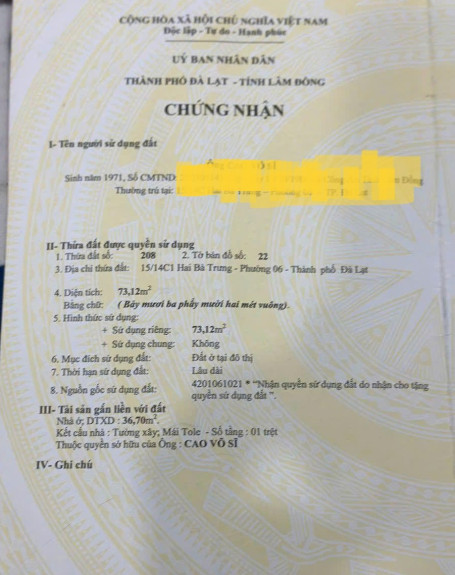 CỘNG HÒA XÃ HỘI CHỦ NGHĨA VIỆT NAM
Độc lập - Tự do - Hạnh phúc
UỶ BAN NHÂN DÂN
THÀNH PHỐ ĐÀ LẠT - TỈNH LÂM ĐỒNG
CHỨNG NHẬN
I- Tên người sử dụng đất
Sinh năm 1971, Số CMTND:
Đồng
Thường trú tại:
II- Thửa đất được quyền sử dụng
1. Thửa đất số: 208 2. Tờ bản đồ số: 22
3. Địa chỉ thửa đất: 15/14C1 Hai Bà Trưng - Phường 06 - Thành phố Đà Lạt
4. Diện tích: 73,12m²
Bằng chữ: ( Bảy mươi ba phẩy mười hai mét vuông).
5. Hình thức sử dụng:
+ Sử dụng riêng: 73,12m²
+ Sử dụng chung: Không
6. Mục đích sử dụng đất: Đất ở tại đô thị
7. Thời hạn sử dụng đất: Lâu dài
8. Nguồn gốc sử dụng đất: 4201061021 * "Nhận quyền sử dụng đất do nhận cho tặng
quyền sử dụng đất ".
III- Tài sản gắn liền với đất
Nhà ở; DTXD : 36,70m².
Kết cấu nhà : Tường xây; Mái Tole - Số tầng : 01 trệt
Thuộc quyền sở hữu của Ông : CAO VÕ SĨ
IV- Ghi chú